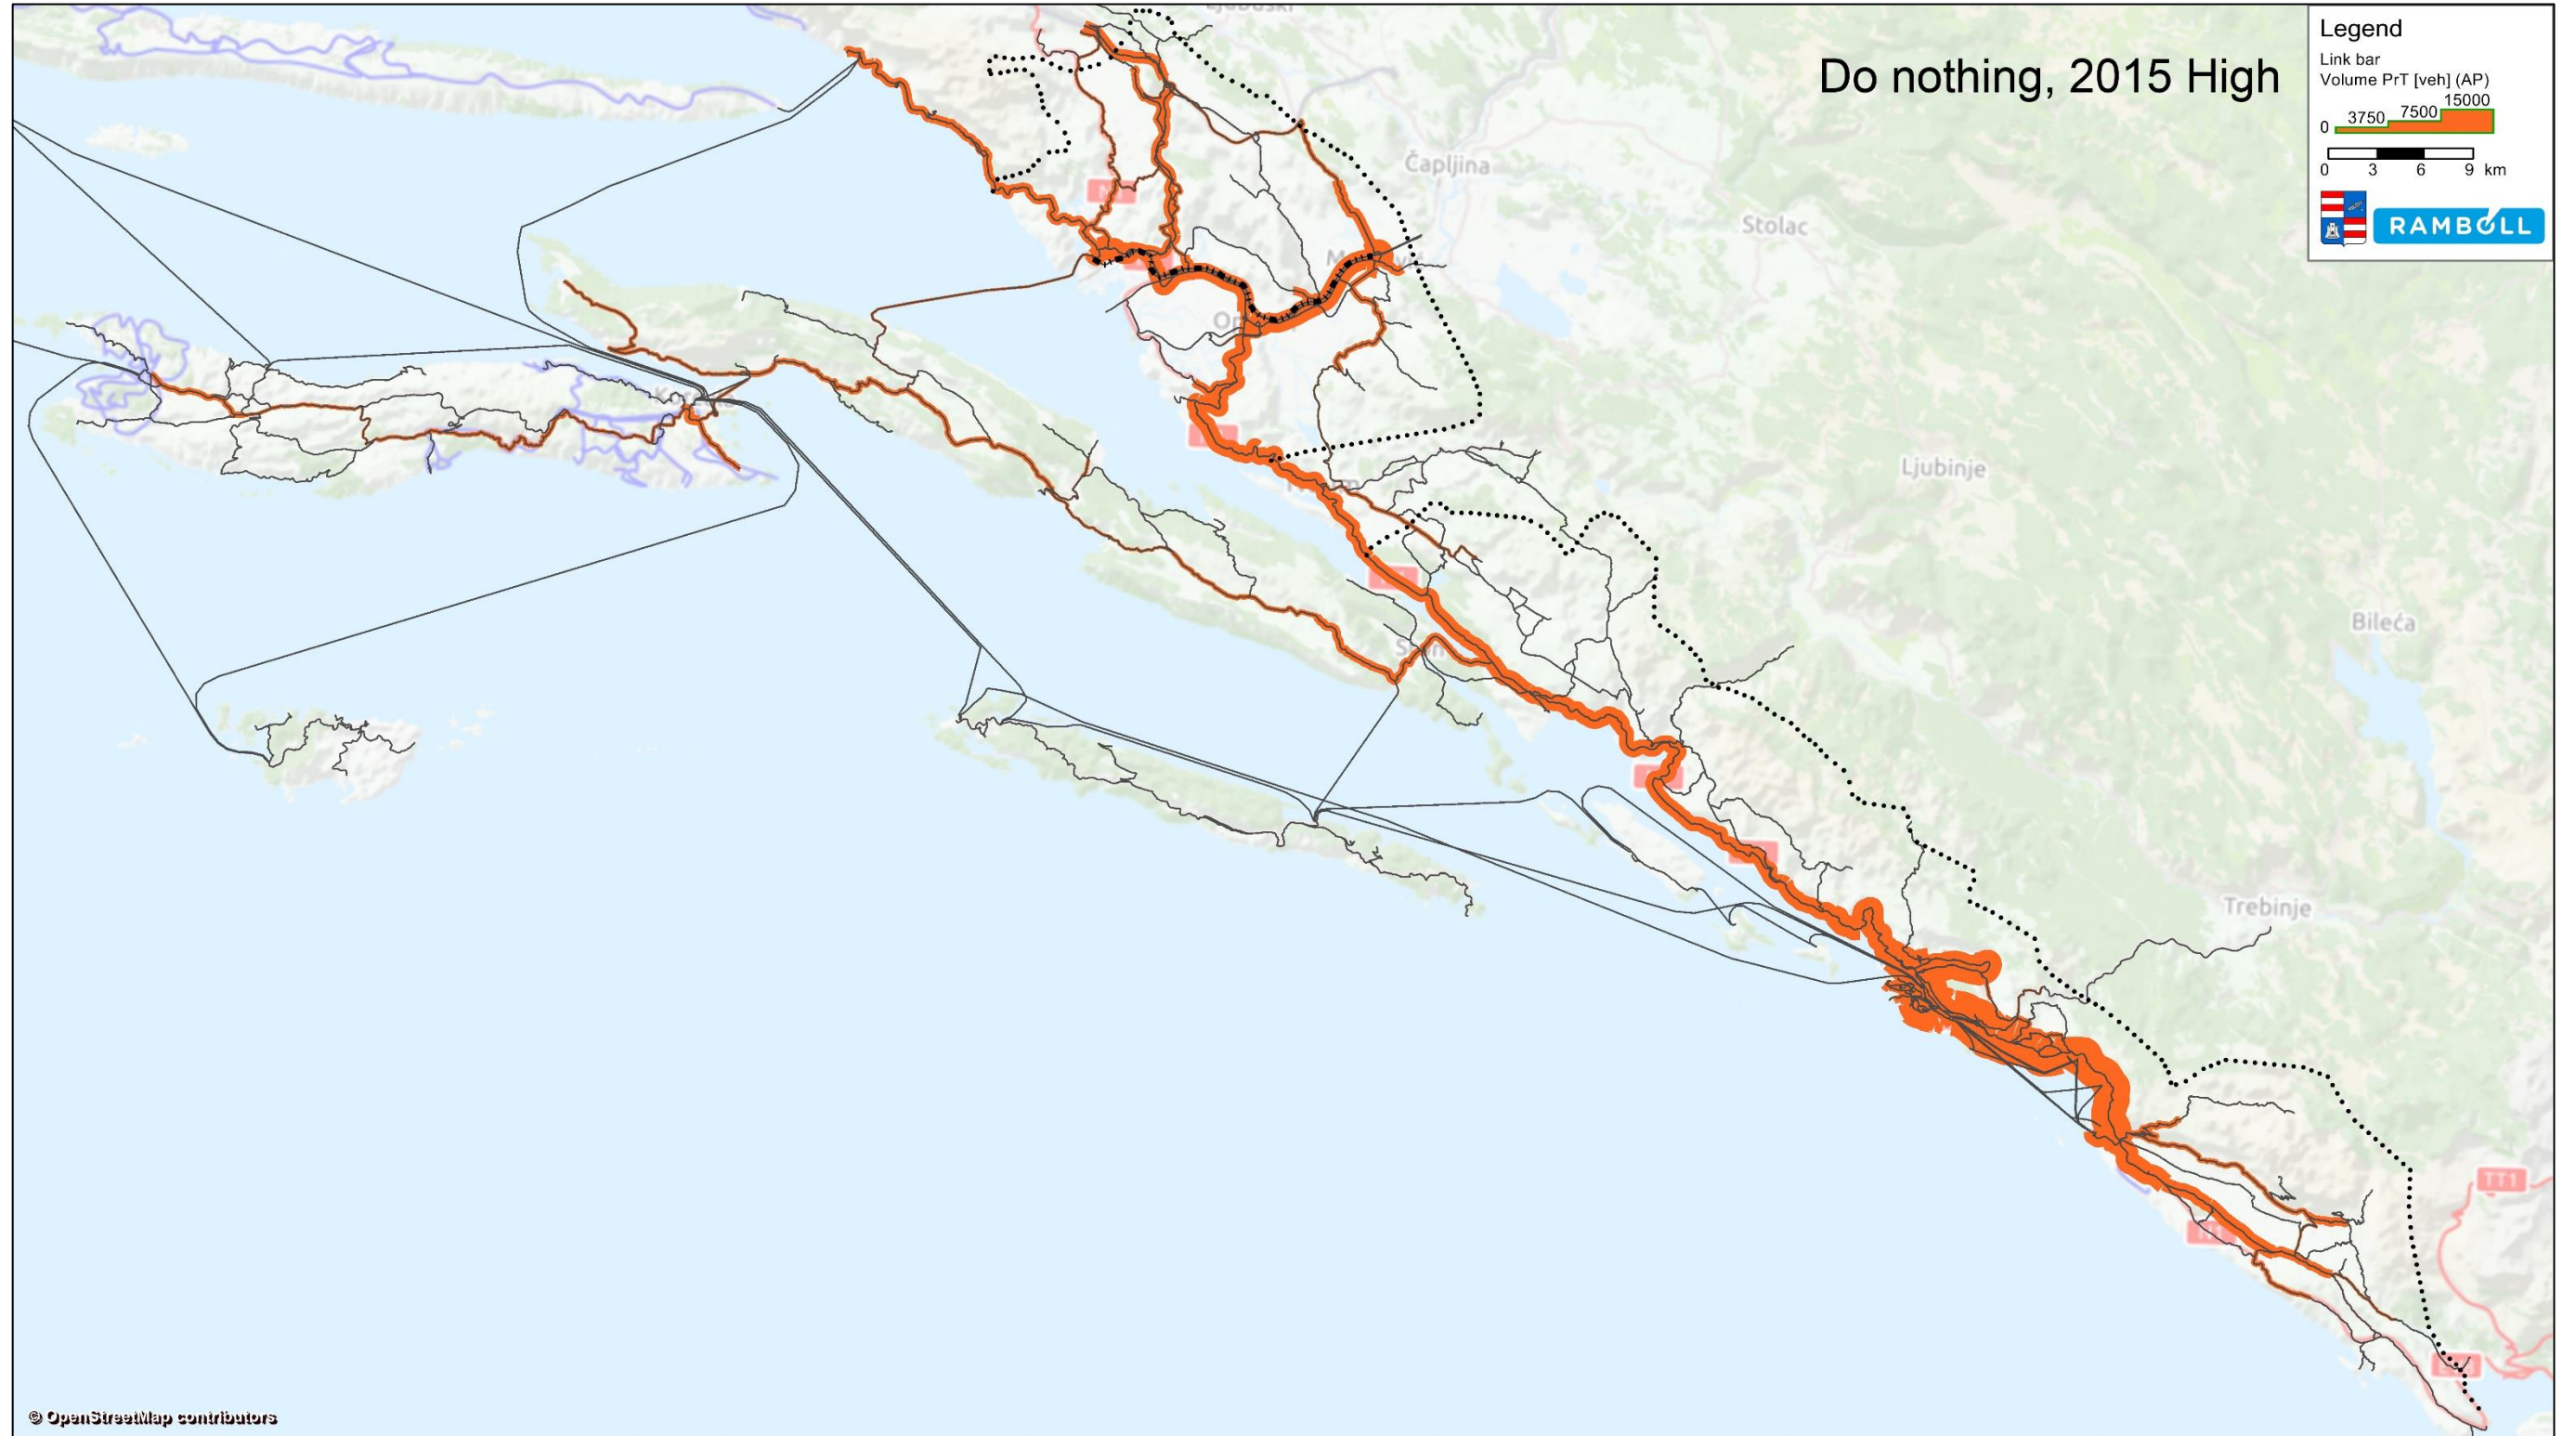 Do nothing, 2015 High
Legend
Link bar
Volume PrT [veh] (AP)
0 3750 7500 15000
0 3 6 9 km
RAMBOLL
Čapljina
Stolac
Ljubinje
Bileća
Trebinje
© OpenStreetMap contributors